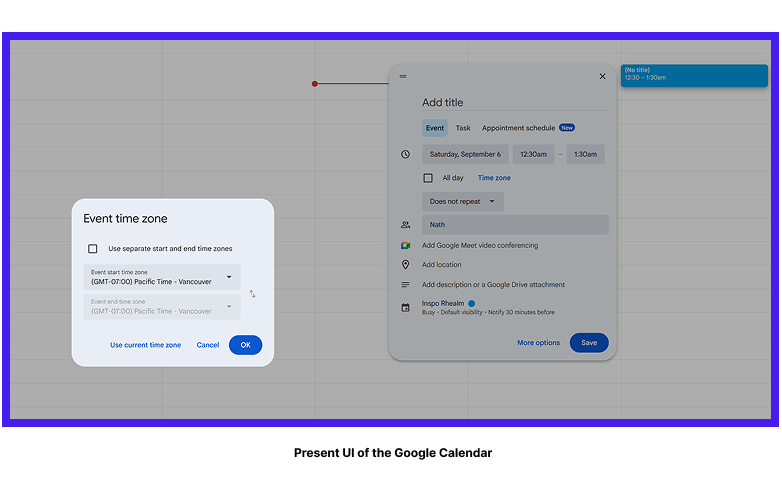 (No title)
12:30 – 1:30am
Add title
Event Task Appointment schedule New
Saturday, September 6 12:30am – 1:30am
All day Time zone
Does not repeat
Nath
Add Google Meet video conferencing
Add location
Add description or a Google Drive attachment
Inspo Rhealm
Busy • Default visibility • Notify 30 minutes before
More options Save
Event time zone
Use separate start and end time zones
Event start time zone
(GMT-07:00) Pacific Time - Vancouver
Event end time zone
(GMT-07:00) Pacific Time - Vancouver
Use current time zone Cancel OK
Present UI of the Google Calendar